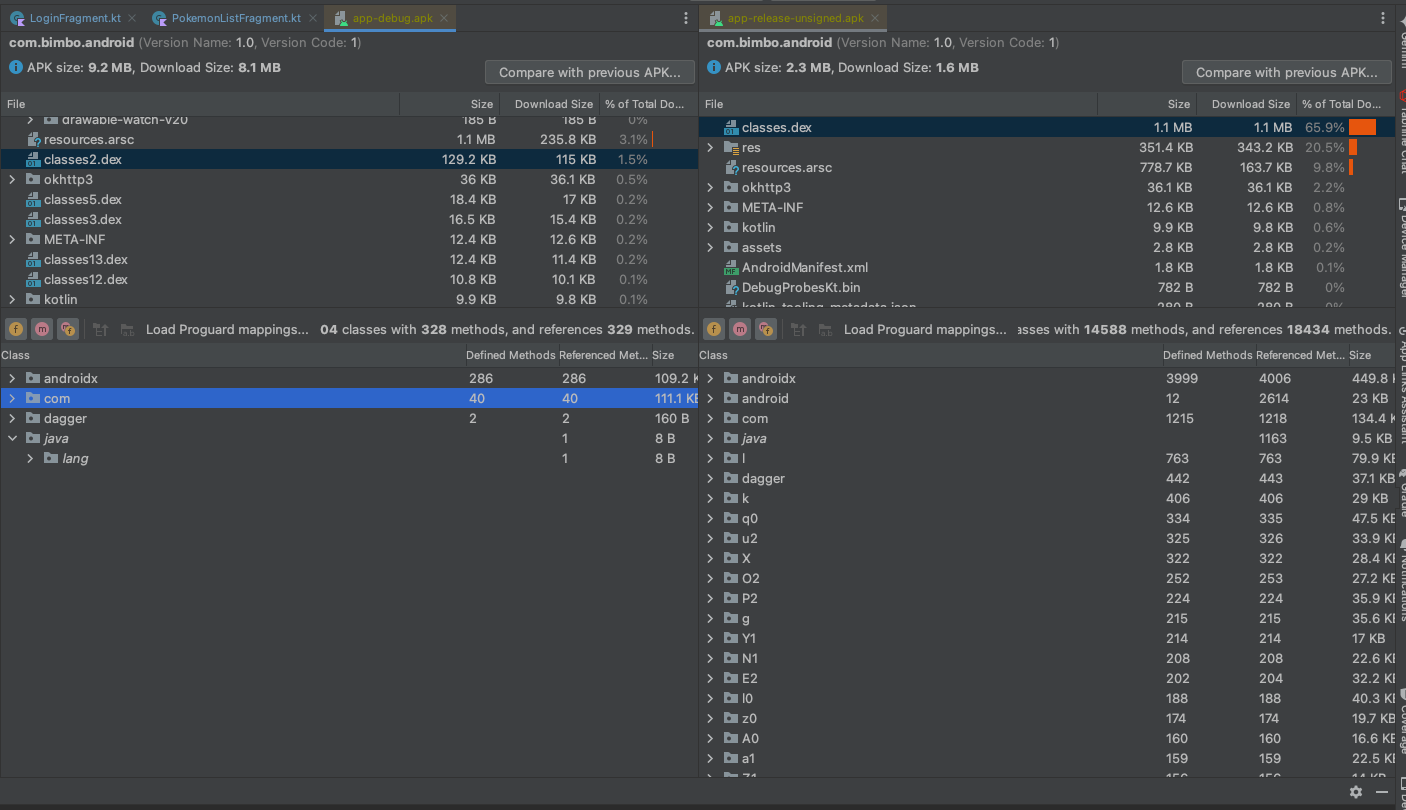 LoginFragment.kt
PokemonListFragment.kt
app-debug.apk
com.bimbo.android (Version Name: 1.0, Version Code: 1)
APK size: 9.2 MB, Download Size: 8.1 MB
Compare with previous APK...
File Size Download Size % of Total Do...
drawable-watch-v20 185 B 185 B 0%
resources.arsc 1.1 MB 235.8 KB 3.1%
classes2.dex 129.2 KB 115 KB 1.5%
okhttp3 36 KB 36.1 KB 0.5%
classes5.dex 18.4 KB 17 KB 0.2%
classes3.dex 16.5 KB 15.4 KB 0.2%
META-INF 12.4 KB 12.6 KB 0.2%
classes13.dex 12.4 KB 11.4 KB 0.2%
classes12.dex 10.8 KB 10.1 KB 0.1%
kotlin 9.9 KB 9.8 KB 0.1%
Load Proguard mappings... 04 classes with 328 methods, and references 329 methods.
Class Defined Methods Referenced Met... Size
androidx 286 286 109.2 K
com 40 40 111.1 KB
dagger 2 2 160 B
java 1 8 B
lang 1 8 B
app-release-unsigned.apk
com.bimbo.android (Version Name: 1.0, Version Code: 1)
APK size: 2.3 MB, Download Size: 1.6 MB
Compare with previous APK...
File Size Download Size % of Total Do...
classes.dex 1.1 MB 1.1 MB 65.9%
res 351.4 KB 343.2 KB 20.5%
resources.arsc 778.7 KB 163.7 KB 9.8%
okhttp3 36.1 KB 36.1 KB 2.2%
META-INF 12.6 KB 12.6 KB 0.8%
kotlin 9.9 KB 9.8 KB 0.6%
assets 2.8 KB 2.8 KB 0.2%
AndroidManifest.xml 1.8 KB 1.8 KB 0.1%
DebugProbesKt.bin 782 B 782 B 0%
kotlin-tooling-metadata.json 280 B 280 B 0%
Load Proguard mappings... asses with 14588 methods, and references 18434 methods.
Class Defined Methods Referenced Met... Size
androidx 3999 4006 449.8 K
android 12 2614 23 KB
com 1215 1218 134.4 K
java 1163 9.5 KB
l 763 763 79.9 KB
dagger 442 443 37.1 KB
k 406 406 29 KB
q0 334 335 47.5 KB
u2 325 326 33.9 KB
X 322 322 28.4 KB
O2 252 253 27.2 KB
P2 224 224 35.9 KB
g 215 215 35.6 KB
Y1 214 214 17 KB
N1 208 208 22.6 KB
E2 202 204 32.2 KB
l0 188 188 40.3 KB
z0 174 174 19.7 KB
A0 160 160 16.6 KB
a1 159 159 22.5 KB
Device Manager
App Links Assistant
Gradle
Notifications
Coverage